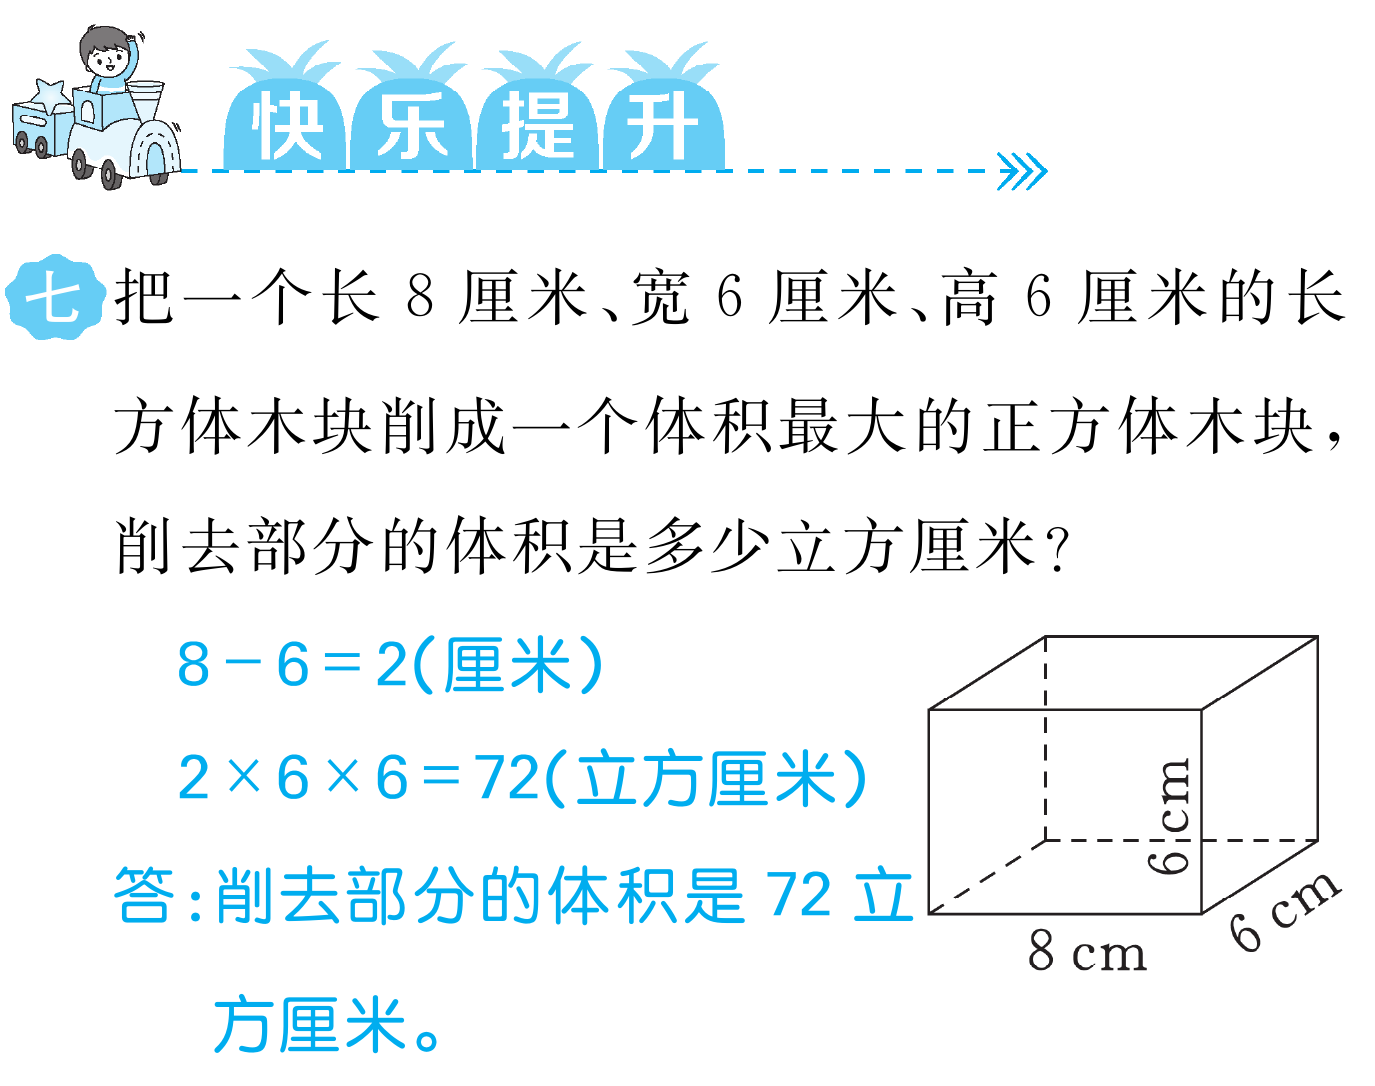 快乐提升
七 把一个长 8 厘米、宽 6 厘米、高 6 厘米的长
方体木块削成一个体积最大的正方体木块，
削去部分的体积是多少立方厘米？
8－6＝2(厘米)
2×6×6＝72(立方厘米)
答：削去部分的体积是 72 立
方厘米。
6 cm
6 cm
8 cm